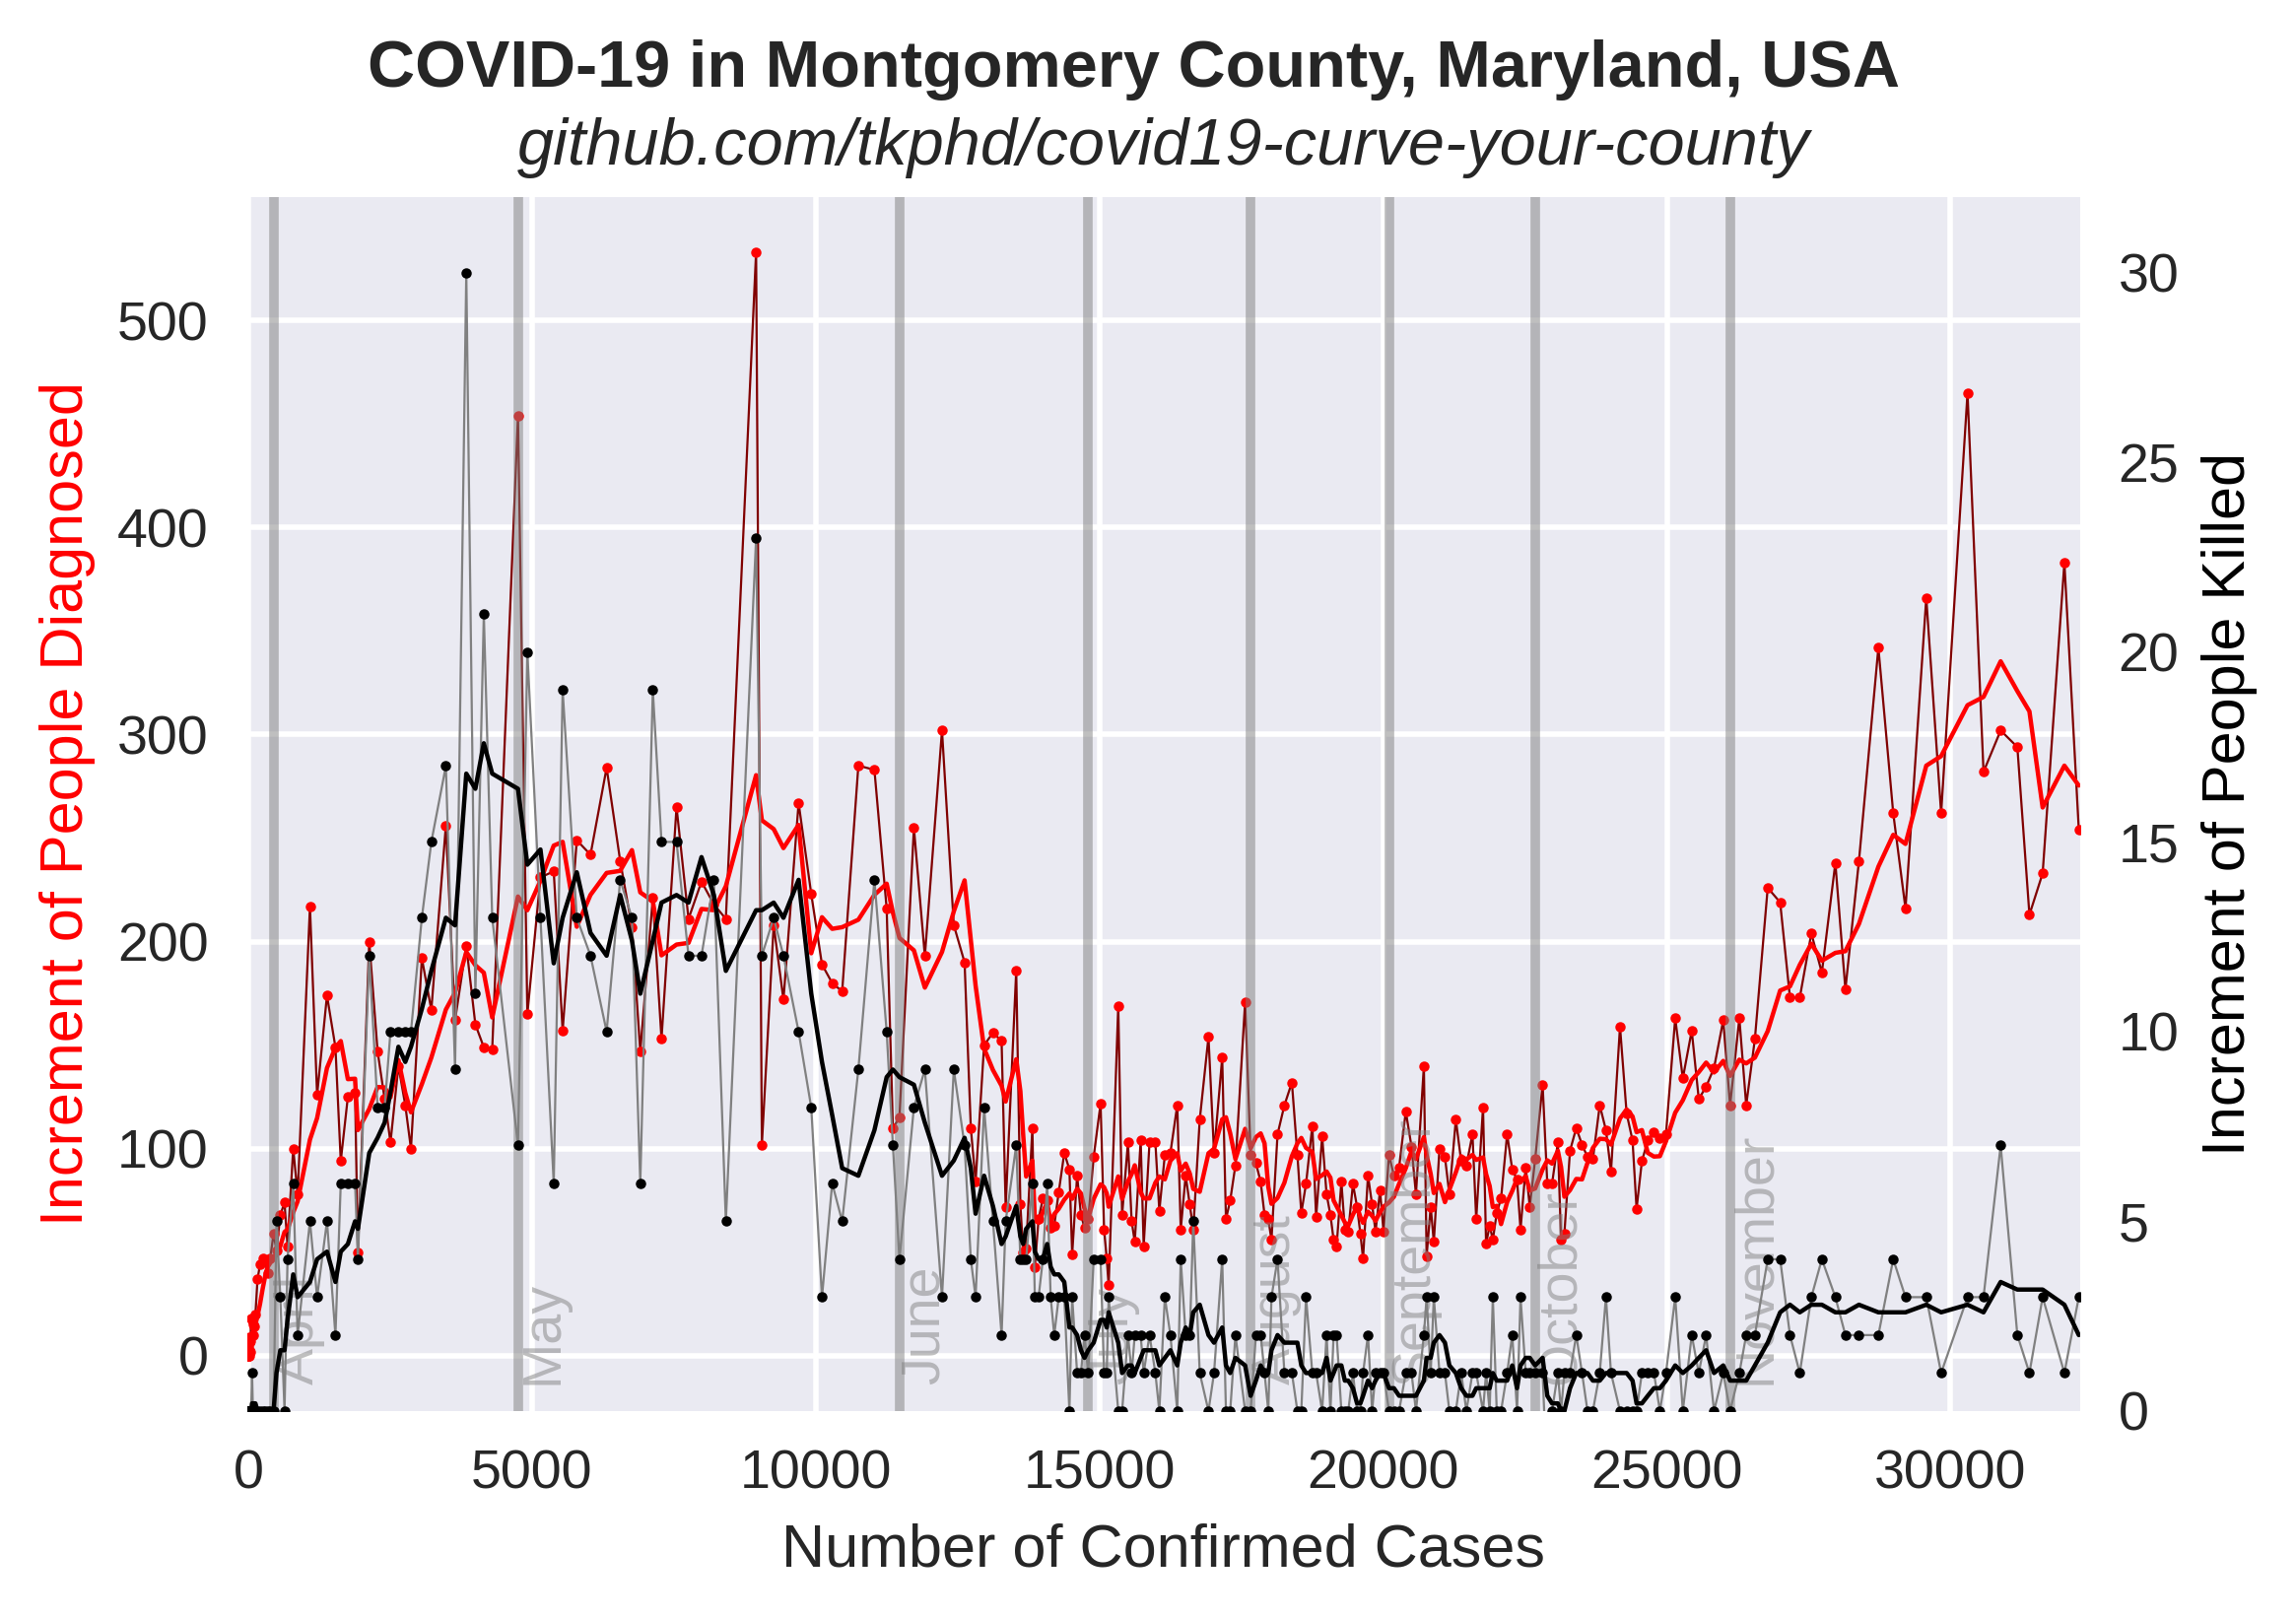 COVID-19 in Montgomery County, Maryland, USA
github.com/tkphd/covid19-curve-your-county
Increment of People Diagnosed
500
400
300
200
100
0
Increment of People Killed
30
25
20
15
10
5
0
April
May
June
July
August
September
October
November
0 5000 10000 15000 20000 25000 30000
Number of Confirmed Cases